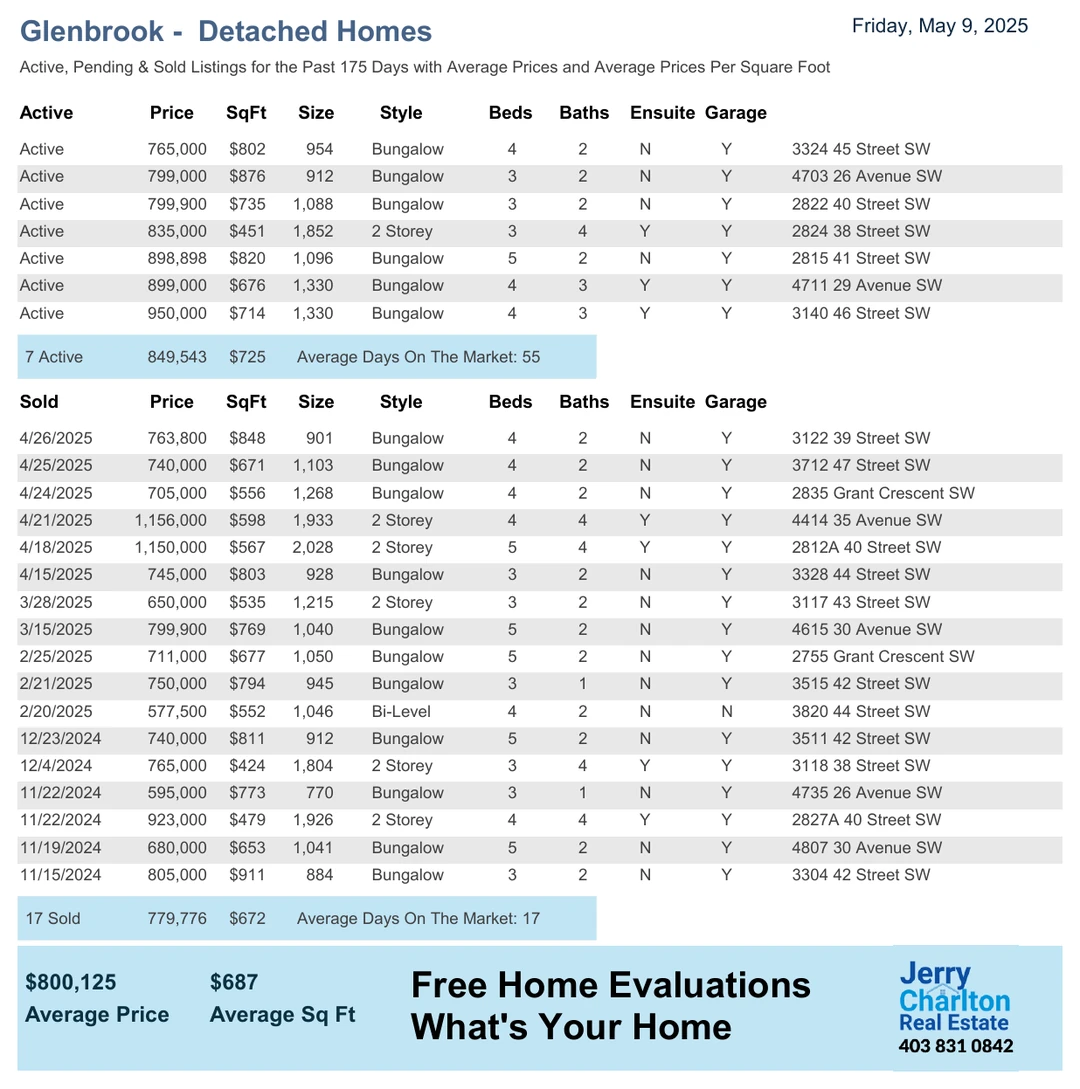 Glenbrook - Detached Homes
Friday, May 9, 2025
Active, Pending & Sold Listings for the Past 175 Days with Average Prices and Average Prices Per Square Foot
Active Price SqFt Size Style Beds Baths Ensuite Garage
Active 765,000 $802 954 Bungalow 4 2 N Y 3324 45 Street SW
Active 799,000 $876 912 Bungalow 3 2 N Y 4703 26 Avenue SW
Active 799,900 $735 1,088 Bungalow 3 2 N Y 2822 40 Street SW
Active 835,000 $451 1,852 2 Storey 3 4 Y Y 2824 38 Street SW
Active 898,898 $820 1,096 Bungalow 5 2 N Y 2815 41 Street SW
Active 899,000 $676 1,330 Bungalow 4 3 Y Y 4711 29 Avenue SW
Active 950,000 $714 1,330 Bungalow 4 3 Y Y 3140 46 Street SW
7 Active 849,543 $725 Average Days On The Market: 55
Sold Price SqFt Size Style Beds Baths Ensuite Garage
4/26/2025 763,800 $848 901 Bungalow 4 2 N Y 3122 39 Street SW
4/25/2025 740,000 $671 1,103 Bungalow 4 2 N Y 3712 47 Street SW
4/24/2025 705,000 $556 1,268 Bungalow 4 2 N Y 2835 Grant Crescent SW
4/21/2025 1,156,000 $598 1,933 2 Storey 4 4 Y Y 4414 35 Avenue SW
4/18/2025 1,150,000 $567 2,028 2 Storey 5 4 Y Y 2812A 40 Street SW
4/15/2025 745,000 $803 928 Bungalow 3 2 N Y 3328 44 Street SW
3/28/2025 650,000 $535 1,215 2 Storey 3 2 N Y 3117 43 Street SW
3/15/2025 799,900 $769 1,040 Bungalow 5 2 N Y 4615 30 Avenue SW
2/25/2025 711,000 $677 1,050 Bungalow 5 2 N Y 2755 Grant Crescent SW
2/21/2025 750,000 $794 945 Bungalow 3 1 N Y 3515 42 Street SW
2/20/2025 577,500 $552 1,046 Bi-Level 4 2 N N 3820 44 Street SW
12/23/2024 740,000 $811 912 Bungalow 5 2 N Y 3511 42 Street SW
12/4/2024 765,000 $424 1,804 2 Storey 3 4 Y Y 3118 38 Street SW
11/22/2024 595,000 $773 770 Bungalow 3 1 N Y 4735 26 Avenue SW
11/22/2024 923,000 $479 1,926 2 Storey 4 4 Y Y 2827A 40 Street SW
11/19/2024 680,000 $653 1,041 Bungalow 5 2 N Y 4807 30 Avenue SW
11/15/2024 805,000 $911 884 Bungalow 3 2 N Y 3304 42 Street SW
17 Sold 779,776 $672 Average Days On The Market: 17
$800,125 $687
Average Price Average Sq Ft
Free Home Evaluations
What's Your Home
Jerry
Charlton
Real Estate
403 831 0842